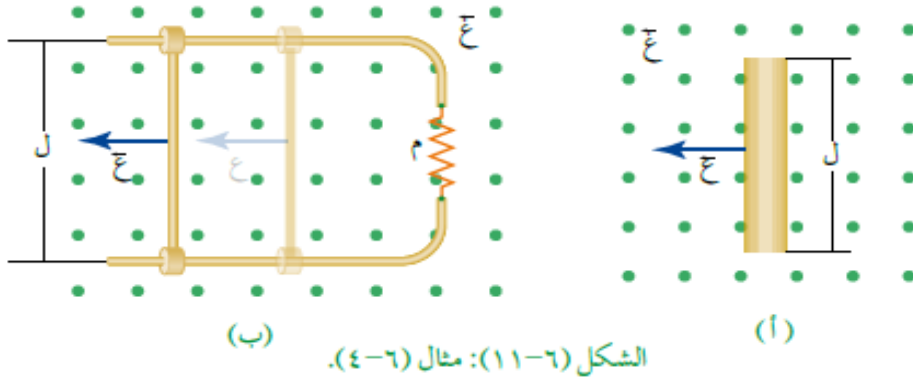 غَ
ل
عَ
(أ)
غَ
ل
عَ
ع
م
(ب)
الشكل (٦-١١): مثال (٦-٤).